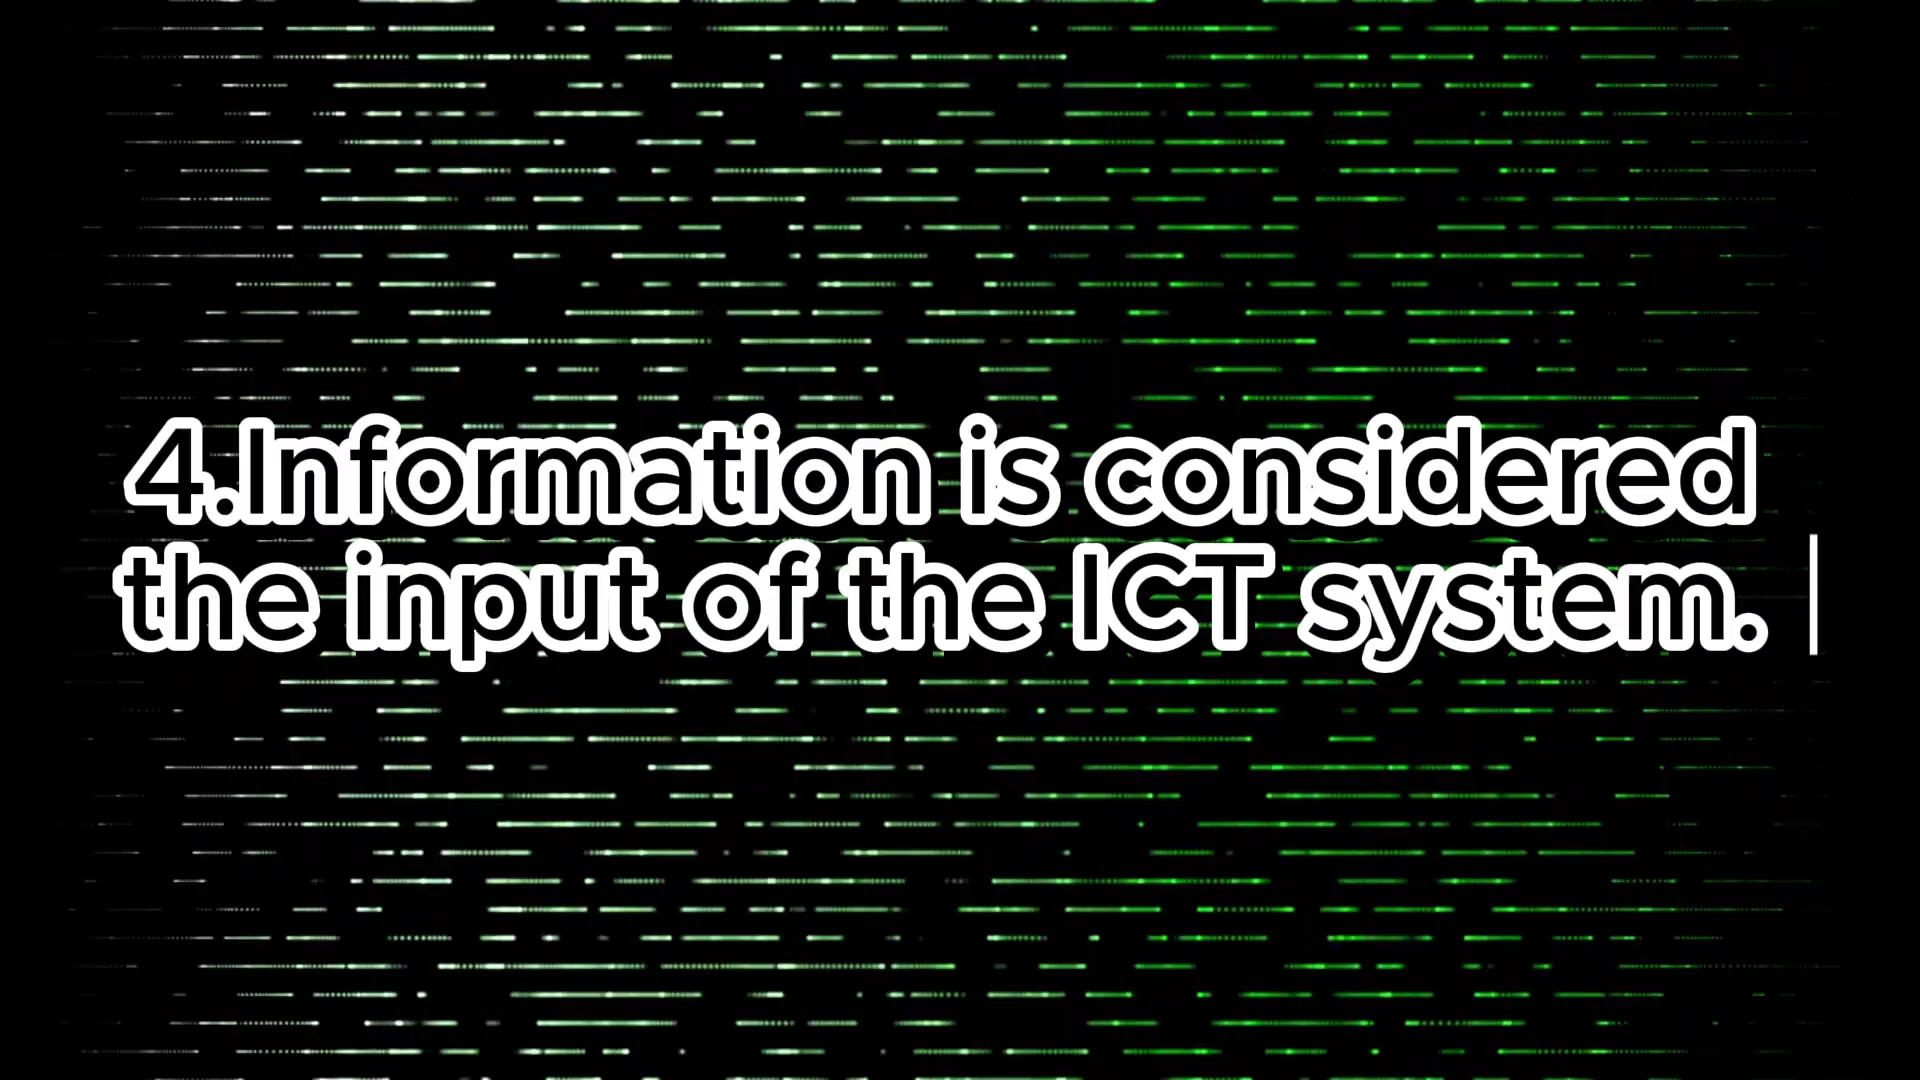 4.Information is considered
the input of the ICT system.